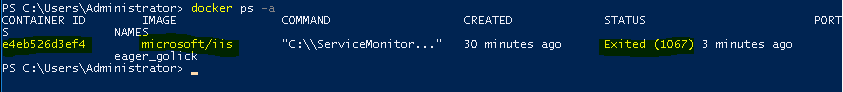 PS C:\Users\Administrator> docker ps -a
CONTAINER ID IMAGE COMMAND CREATED STATUS PORT
S NAMES
e4eb526d3ef4 microsoft/iis "C:\\ServiceMonitor..." 30 minutes ago Exited (1067) 3 minutes ago
eager_golick
PS C:\Users\Administrator> _